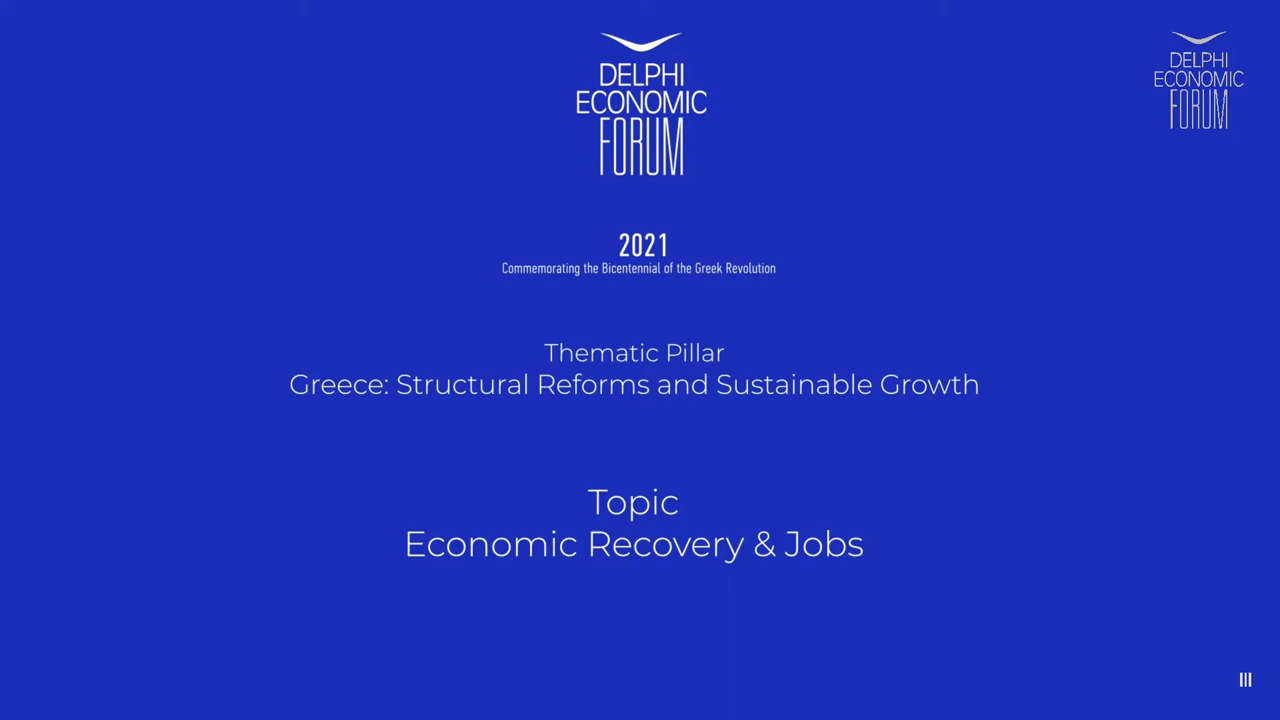 DELPHI
ECONOMIC
FORUM
DELPHI
ECONOMIC
FORUM
2021
Commemorating the Bicentennial of the Greek Revolution
Thematic Pillar
Greece: Structural Reforms and Sustainable Growth
Topic
Economic Recovery & Jobs